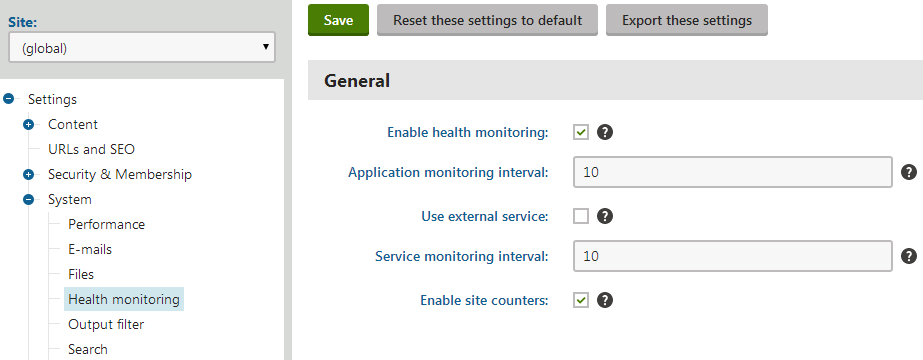 Site:
(global)
Settings
Content
URLs and SEO
Security & Membership
System
Performance
E-mails
Files
Health monitoring
Output filter
Search
Save Reset these settings to default Export these settings
General
Enable health monitoring: ?
Application monitoring interval: 10 ?
Use external service: ?
Service monitoring interval: 10 ?
Enable site counters: ?